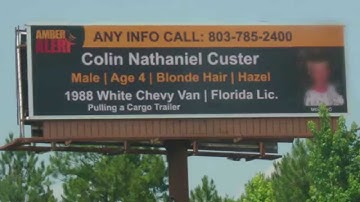 AMBER ALERT
ANY INFO CALL: 803-785-2400
Colin Nathaniel Custer
Male | Age 4 | Blonde Hair | Hazel
1988 White Chevy Van | Florida Lic.
Pulling a Cargo Trailer